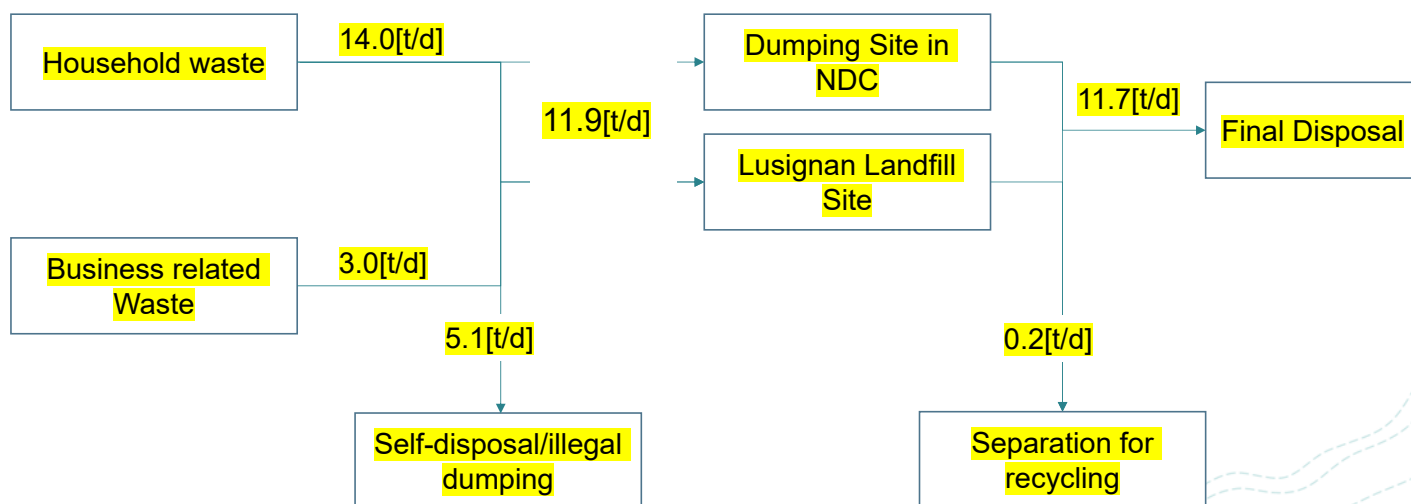 14.0[t/d]
Household waste
Dumping Site in
NDC
11.9[t/d]
11.7[t/d]
Final Disposal
Lusignan Landfill
Site
Business related
Waste
3.0[t/d]
5.1[t/d]
0.2[t/d]
Self-disposal/illegal
dumping
Separation for
recycling